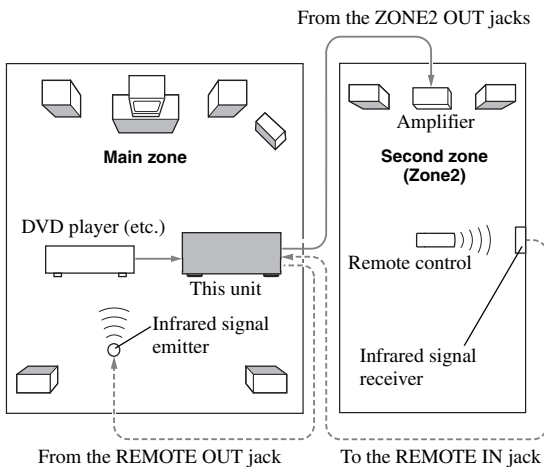 From the ZONE2 OUT jacks
Main zone
Amplifier
Second zone
(Zone2)
DVD player (etc.)
This unit
Remote control
Infrared signal
emitter
Infrared signal
receiver
From the REMOTE OUT jack
To the REMOTE IN jack